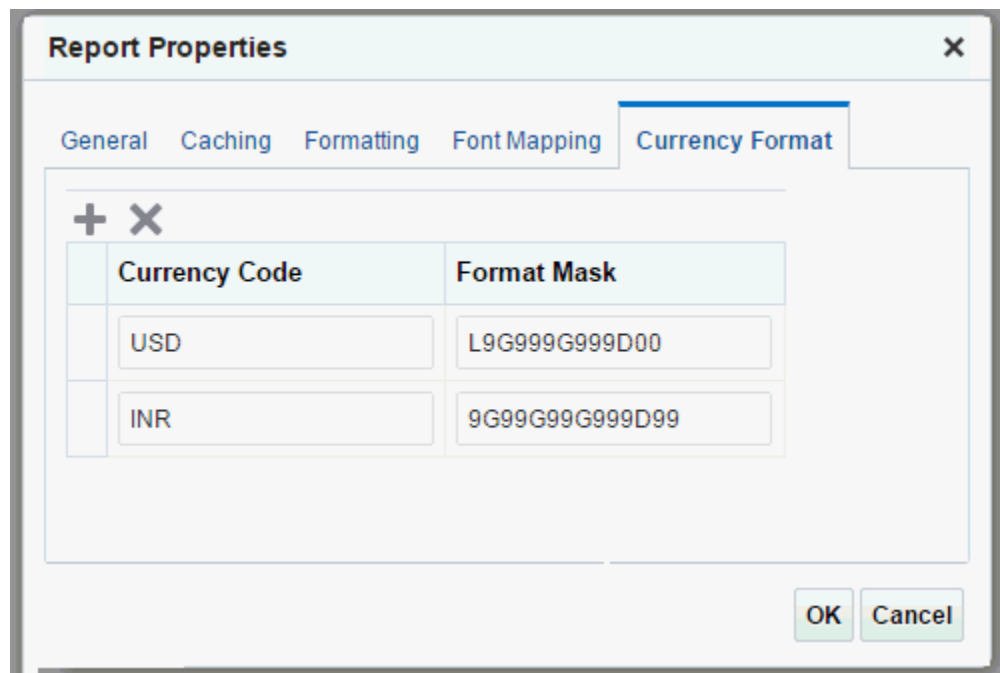 Report Properties
General Caching Formatting Font Mapping Currency Format
Currency Code Format Mask
USD L9G999G999D00
INR 9G99G99G999D99
OK Cancel